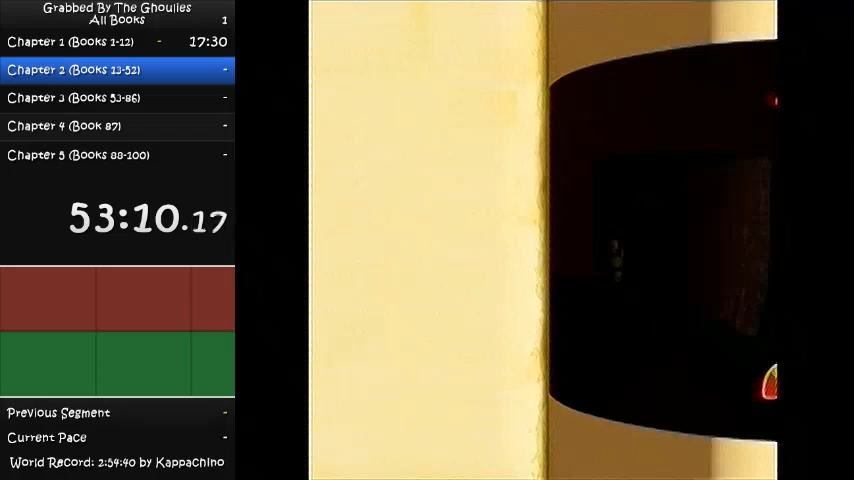 Grabbed By The Ghoulies
All Books 1
Chapter 1 (Books 1-12) - 17:30
Chapter 2 (Books 13-52) -
Chapter 3 (Books 53-86) -
Chapter 4 (Book 87) -
Chapter 5 (Books 88-100) -
53:10.17
Previous Segment -
Current Pace -
World Record: 2:54:40 by Kappachino